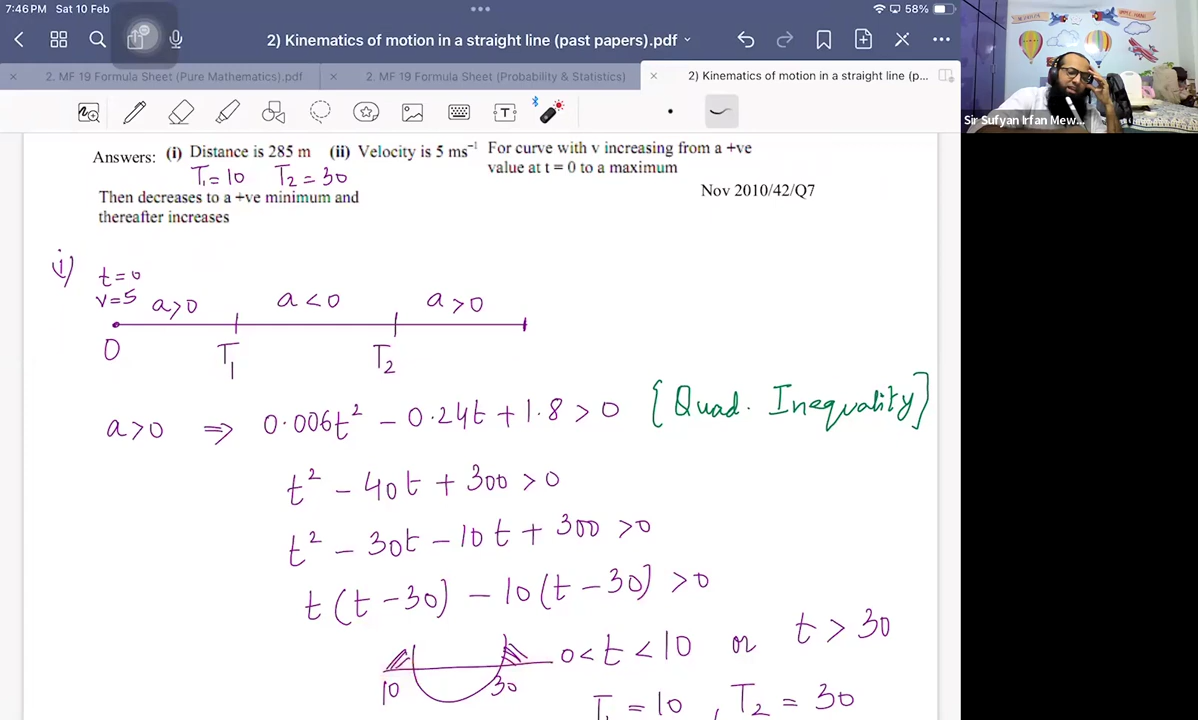 7:46 PM Sat 10 Feb
58%
2) Kinematics of motion in a straight line (past papers).pdf
2. MF 19 Formula Sheet (Pure Mathematics).pdf
2. MF 19 Formula Sheet (Probability & Statistics)
2) Kinematics of motion in a straight line (p...
Sir Sufyan Irfan Mew...
Answers: (i) Distance is 285 m (ii) Velocity is 5 ms⁻¹ For curve with v increasing from a +ve
value at t = 0 to a maximum
T₁ = 10 T₂ = 30
Then decreases to a +ve minimum and
thereafter increases
Nov 2010/42/Q7
i)
t = 0
v = 5 a > 0 a < 0 a > 0
O T₁ T₂
a > 0 ⇒ 0.006t² - 0.24t + 1.8 > 0 [Quad. Inequality]
t² - 40t + 300 > 0
t² - 30t - 10t + 300 > 0
t(t - 30) - 10(t - 30) > 0
0 < t < 10 or t > 30
10 30
T₁ = 10 , T₂ = 30